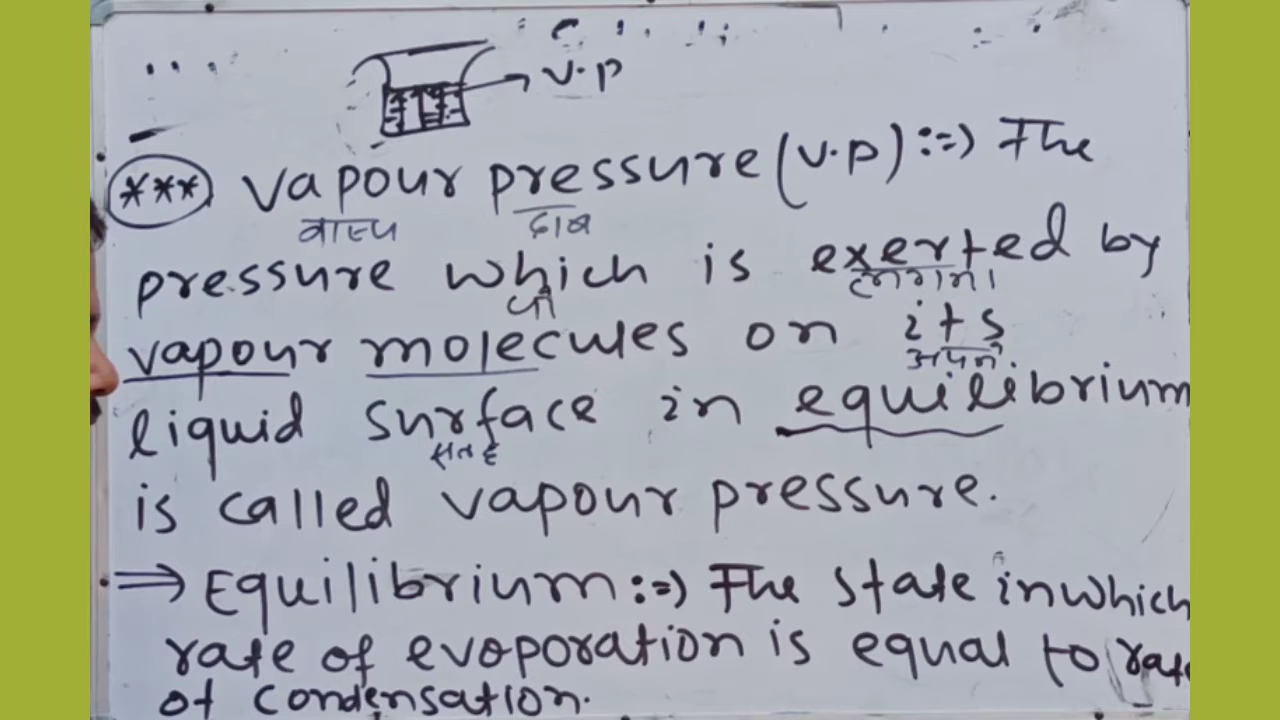 V.P
*** Vapour pressure (V.P) :=) The
वाष्प दाब
pressure which is exerted by
जो लगाना
vapour molecules on its
अपने
liquid surface in equilibrium
सतह
is called vapour pressure.
⇒ Equilibrium :=) The state in which
rate of evoporation is equal to rate
of condensation.